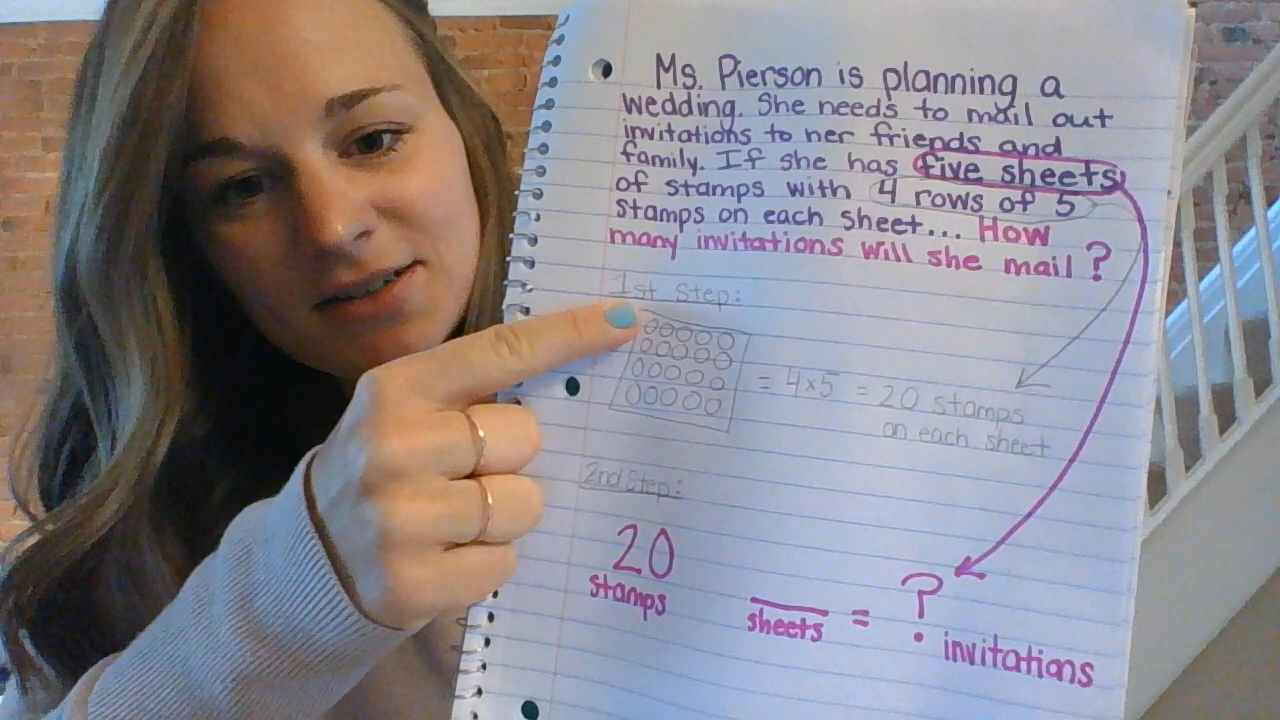 Ms. Pierson is planning a
wedding. She needs to mail out
invitations to her friends and
family. If she has five sheets
of stamps with 4 rows of 5
stamps on each sheet... How
many invitations will she mail?
1st Step:
= 4x5 = 20 stamps
on each sheet
2nd Step:
20
stamps
sheets = ?
invitations